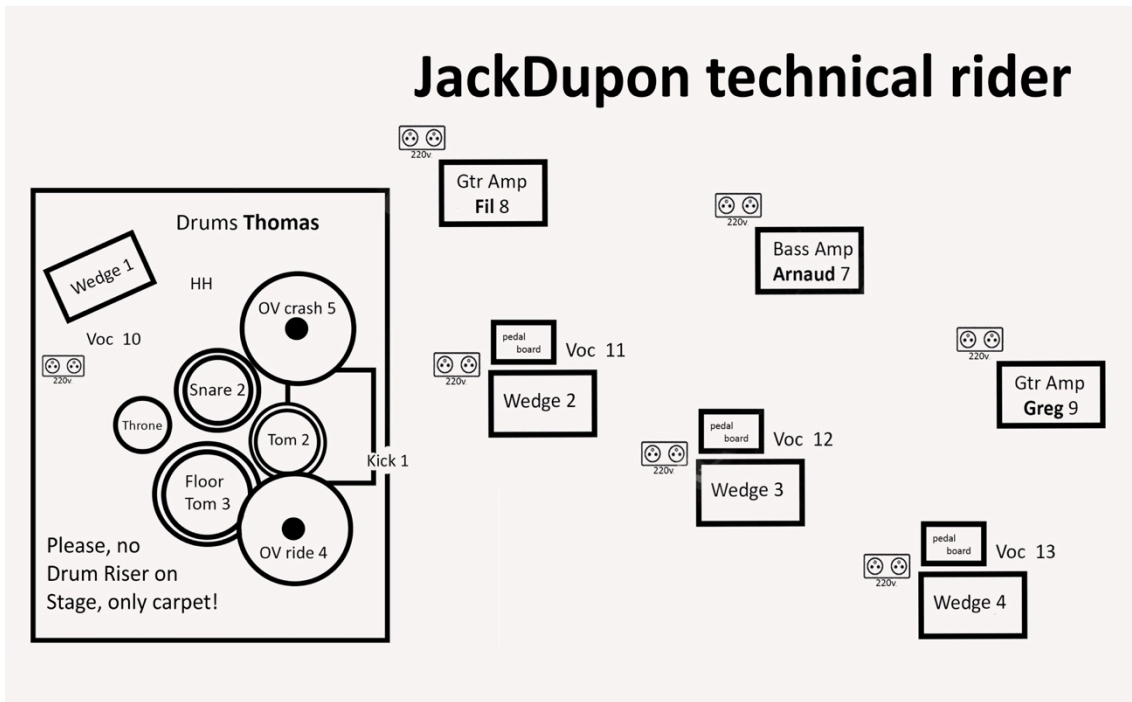 JackDupon technical rider
220v.
Gtr Amp
Fil 8
220v.
Bass Amp
Arnaud 7
220v.
Gtr Amp
Greg 9
Drums Thomas
Wedge 1
HH
OV crash 5
Voc 10
220v.
Snare 2
Throne
Tom 2
Kick 1
Floor
Tom 3
OV ride 4
Please, no
Drum Riser on
Stage, only carpet!
pedal
board
Voc 11
220v.
Wedge 2
pedal
board
Voc 12
220v.
Wedge 3
pedal
board
Voc 13
220v.
Wedge 4